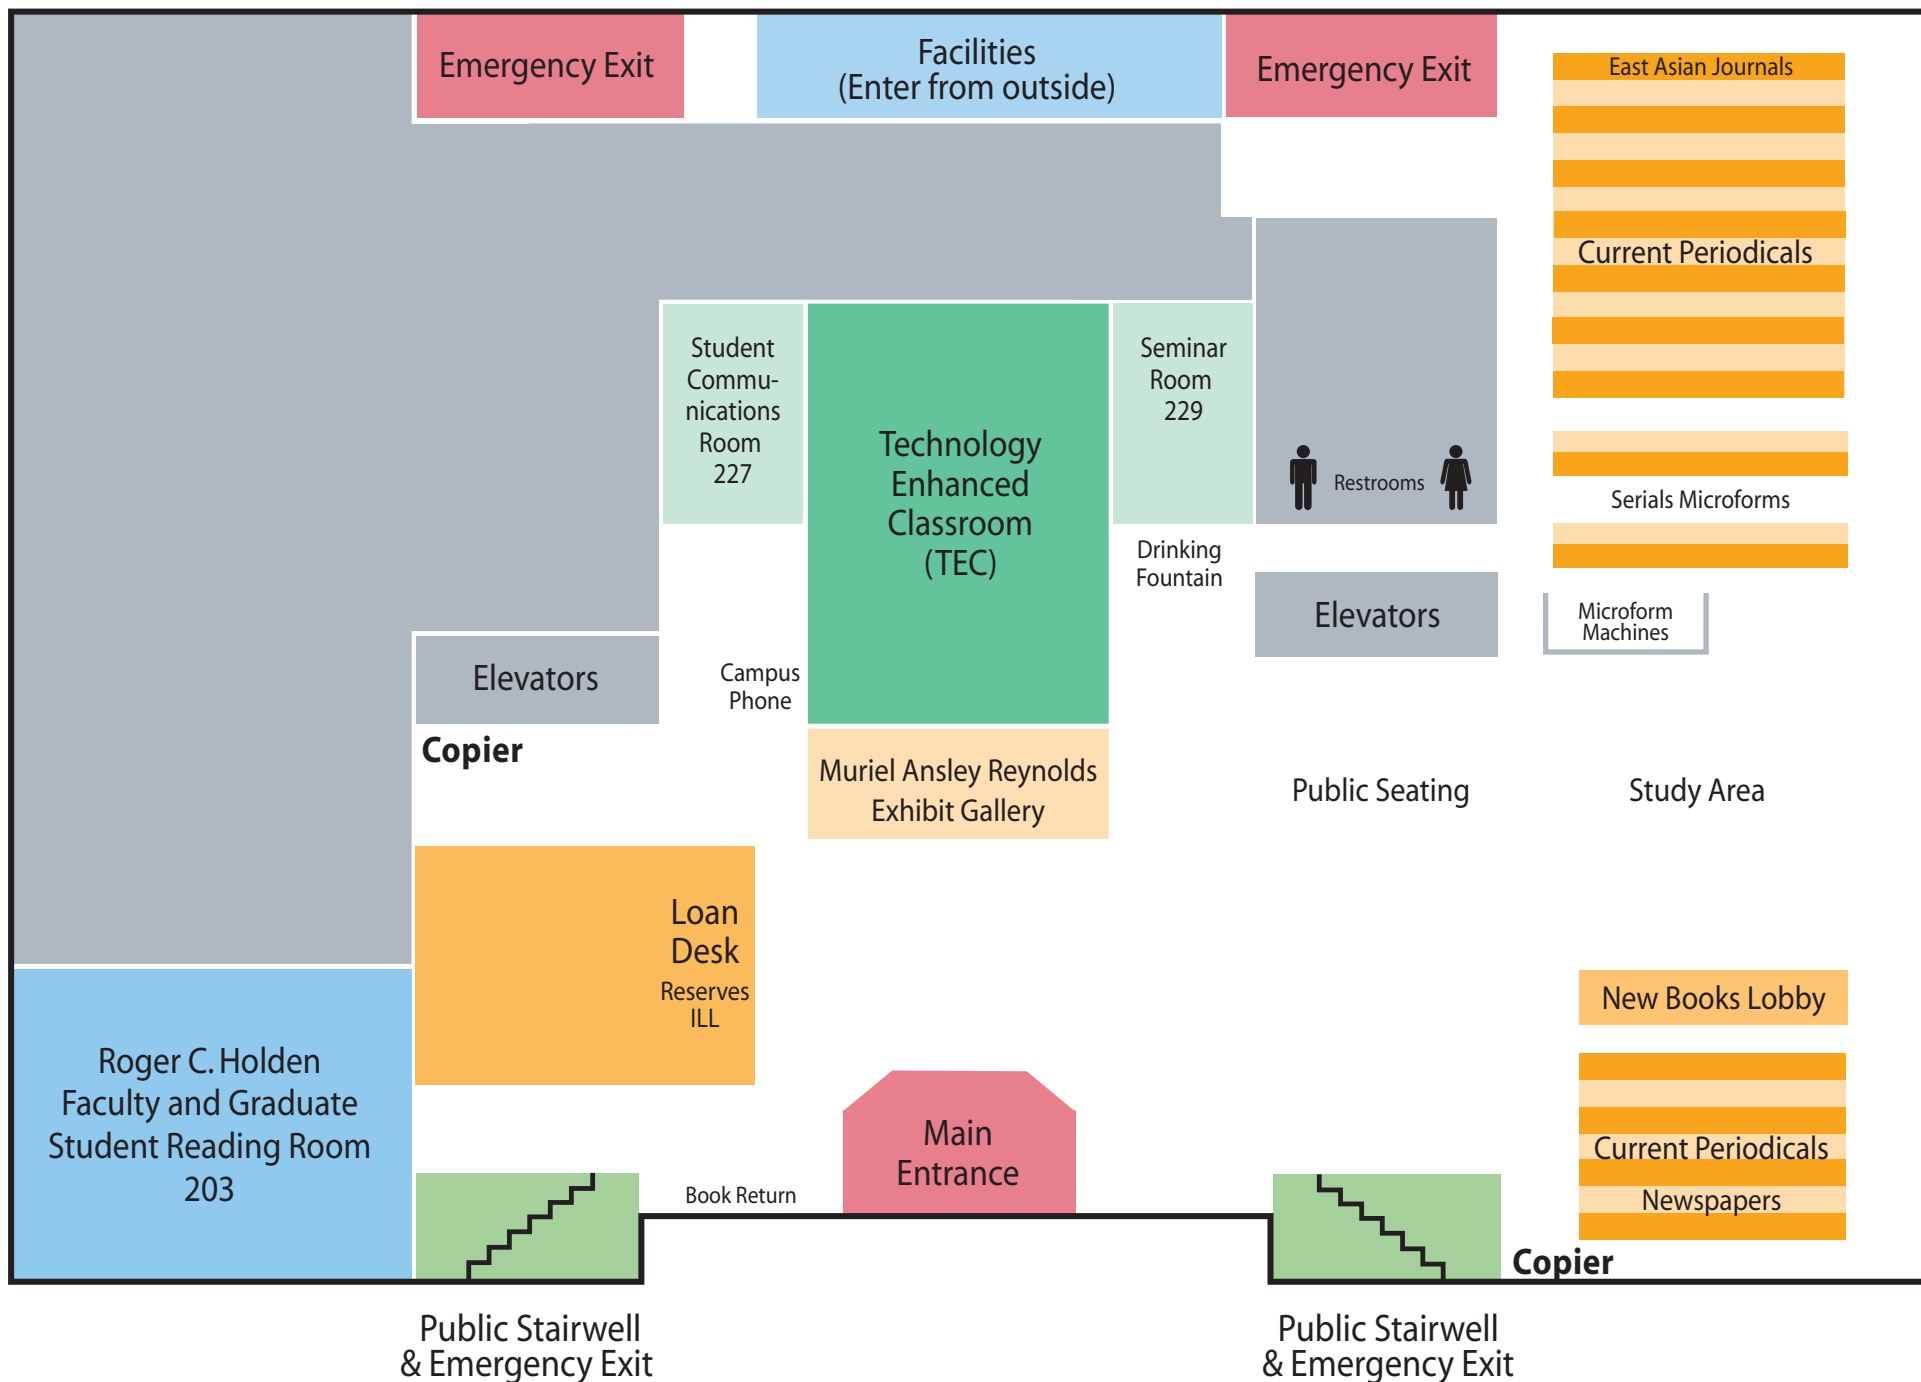 Emergency Exit
Facilities
(Enter from outside)
Emergency Exit
East Asian Journals
Current Periodicals
Student
Commu-
nications
Room
227
Technology
Enhanced
Classroom
(TEC)
Seminar
Room
229
Restrooms
Serials Microforms
Drinking
Fountain
Elevators
Microform
Machines
Elevators
Campus
Phone
Copier
Muriel Ansley Reynolds
Exhibit Gallery
Public Seating
Study Area
Loan
Desk
Reserves
ILL
New Books Lobby
Roger C. Holden
Faculty and Graduate
Student Reading Room
203
Main
Entrance
Book Return
Current Periodicals
Newspapers
Copier
Public Stairwell
& Emergency Exit
Public Stairwell
& Emergency Exit